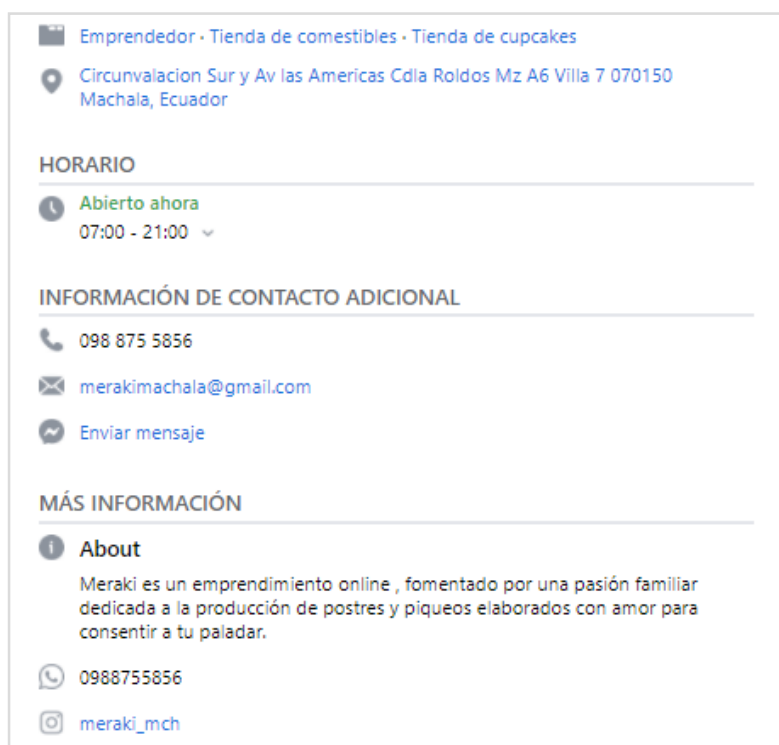 Emprendedor · Tienda de comestibles · Tienda de cupcakes
Circunvalacion Sur y Av las Americas Cdla Roldos Mz A6 Villa 7 070150
Machala, Ecuador
HORARIO
Abierto ahora
07:00 - 21:00
INFORMACIÓN DE CONTACTO ADICIONAL
098 875 5856
merakimachala@gmail.com
Enviar mensaje
MÁS INFORMACIÓN
About
Meraki es un emprendimiento online , fomentado por una pasión familiar
dedicada a la producción de postres y piqueos elaborados con amor para
consentir a tu paladar.
0988755856
meraki_mch